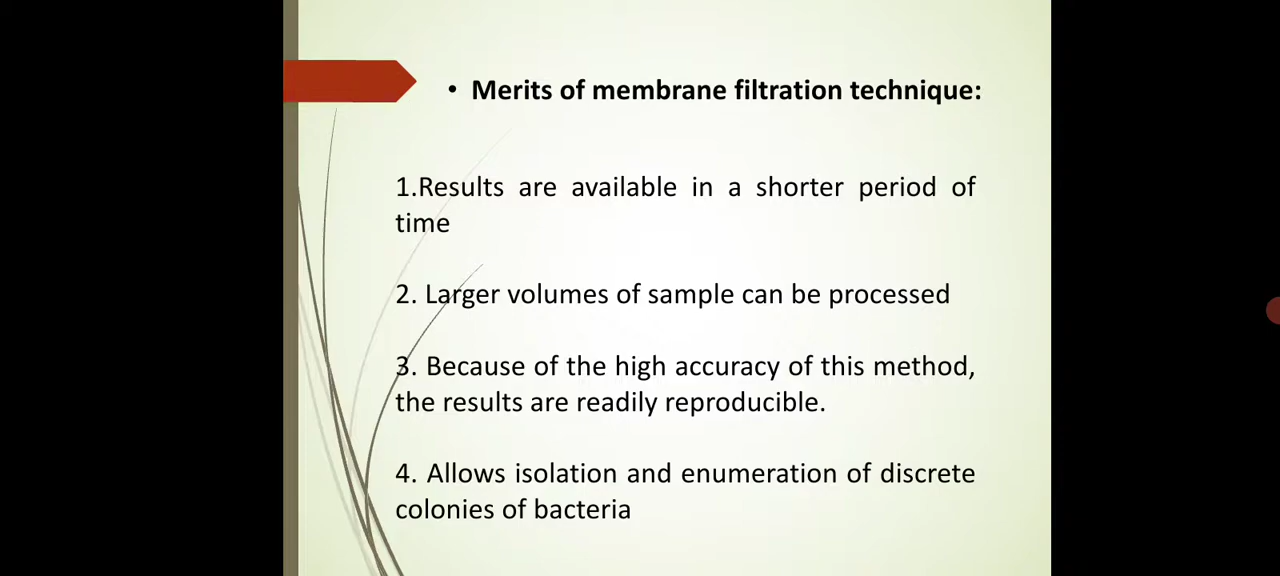 • Merits of membrane filtration technique:
1.Results are available in a shorter period of
time
2. Larger volumes of sample can be processed
3. Because of the high accuracy of this method,
the results are readily reproducible.
4. Allows isolation and enumeration of discrete
colonies of bacteria